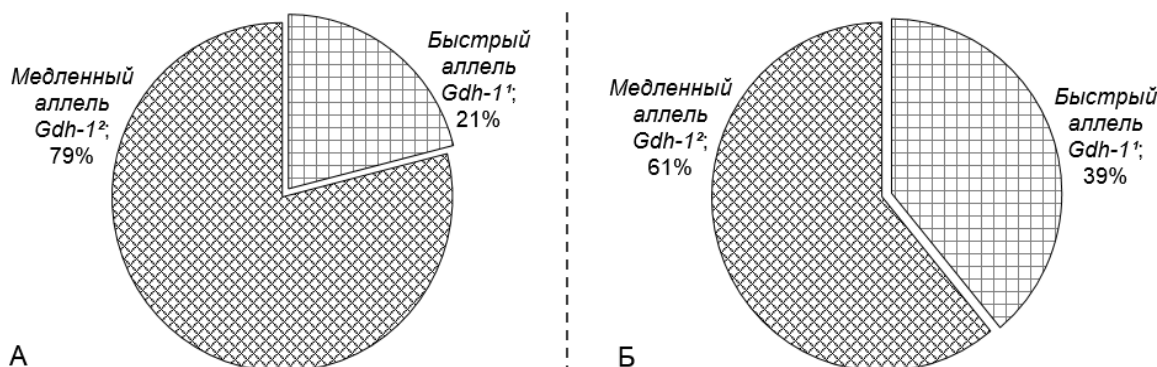 Медленный
аллель
Gdh-1²;
79%
Быстрый
аллель
Gdh-1¹;
21%
А
Медленный
аллель
Gdh-1²;
61%
Быстрый
аллель
Gdh-1¹;
39%
Б